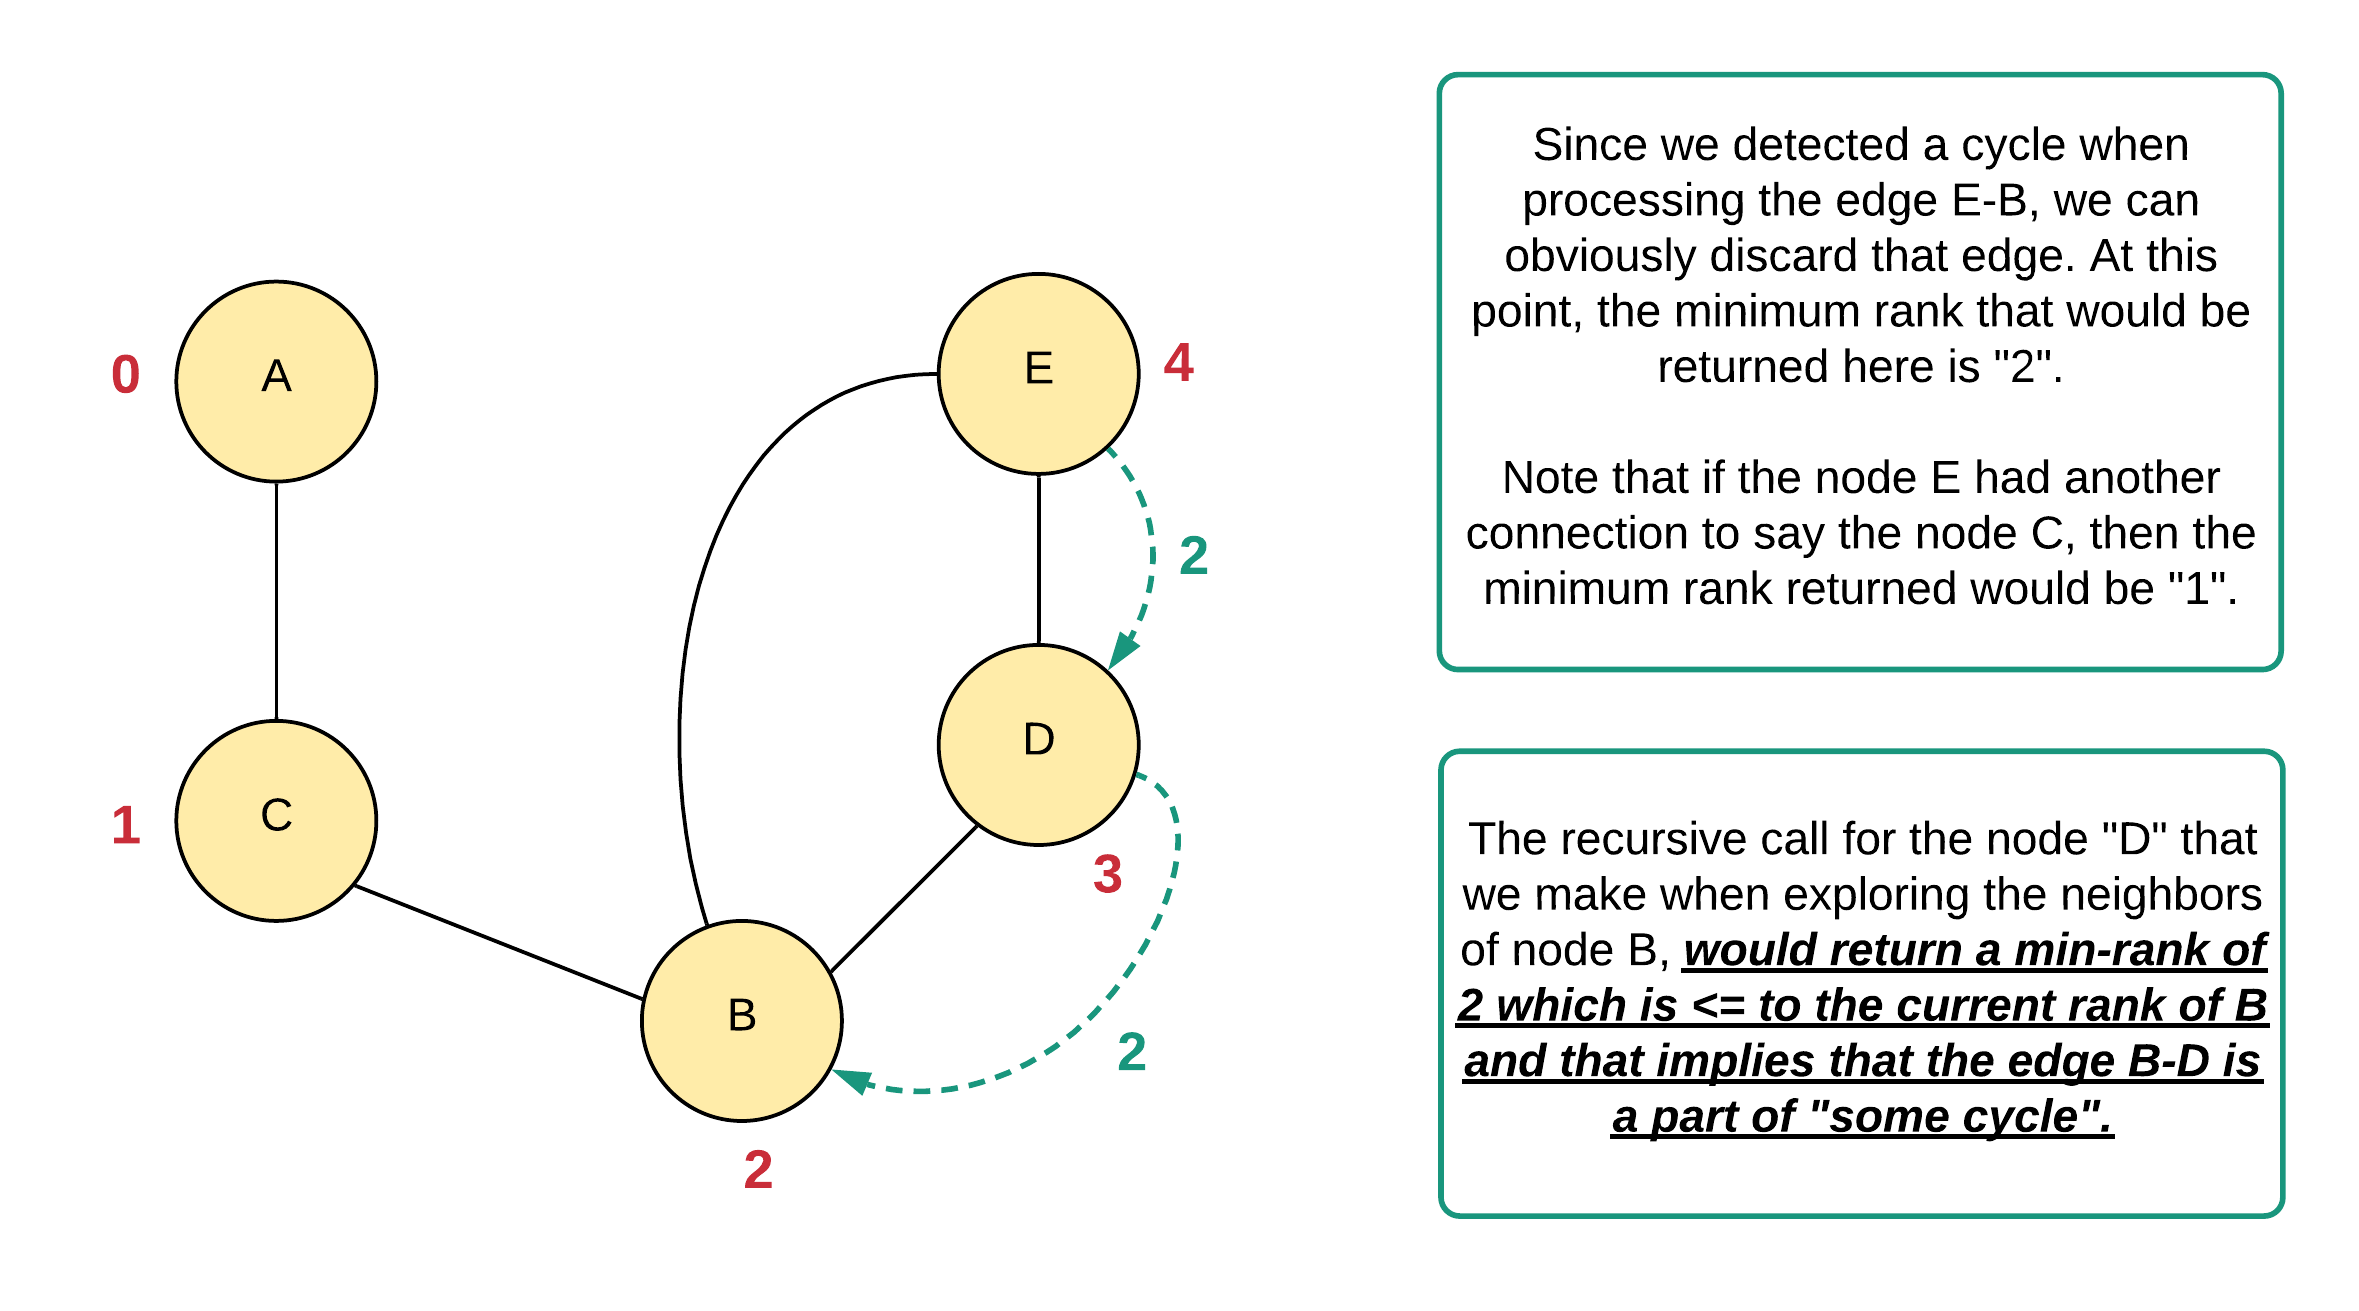 0
A
E
4
2
D
3
1
C
B
2
2
Since we detected a cycle when
processing the edge E-B, we can
obviously discard that edge. At this
point, the minimum rank that would be
returned here is "2".
Note that if the node E had another
connection to say the node C, then the
minimum rank returned would be "1".
The recursive call for the node "D" that
we make when exploring the neighbors
of node B, would return a min-rank of
2 which is <= to the current rank of B
and that implies that the edge B-D is
a part of "some cycle".